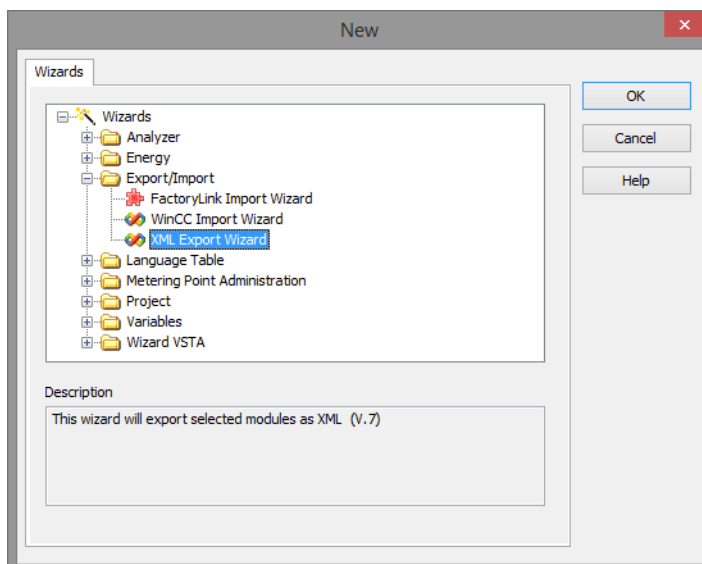 New
Wizards
OK
Cancel
Help
Wizards
Analyzer
Energy
Export/Import
FactoryLink Import Wizard
WinCC Import Wizard
XML Export Wizard
Language Table
Metering Point Administration
Project
Variables
Wizard VSTA
Description
This wizard will export selected modules as XML (V.7)